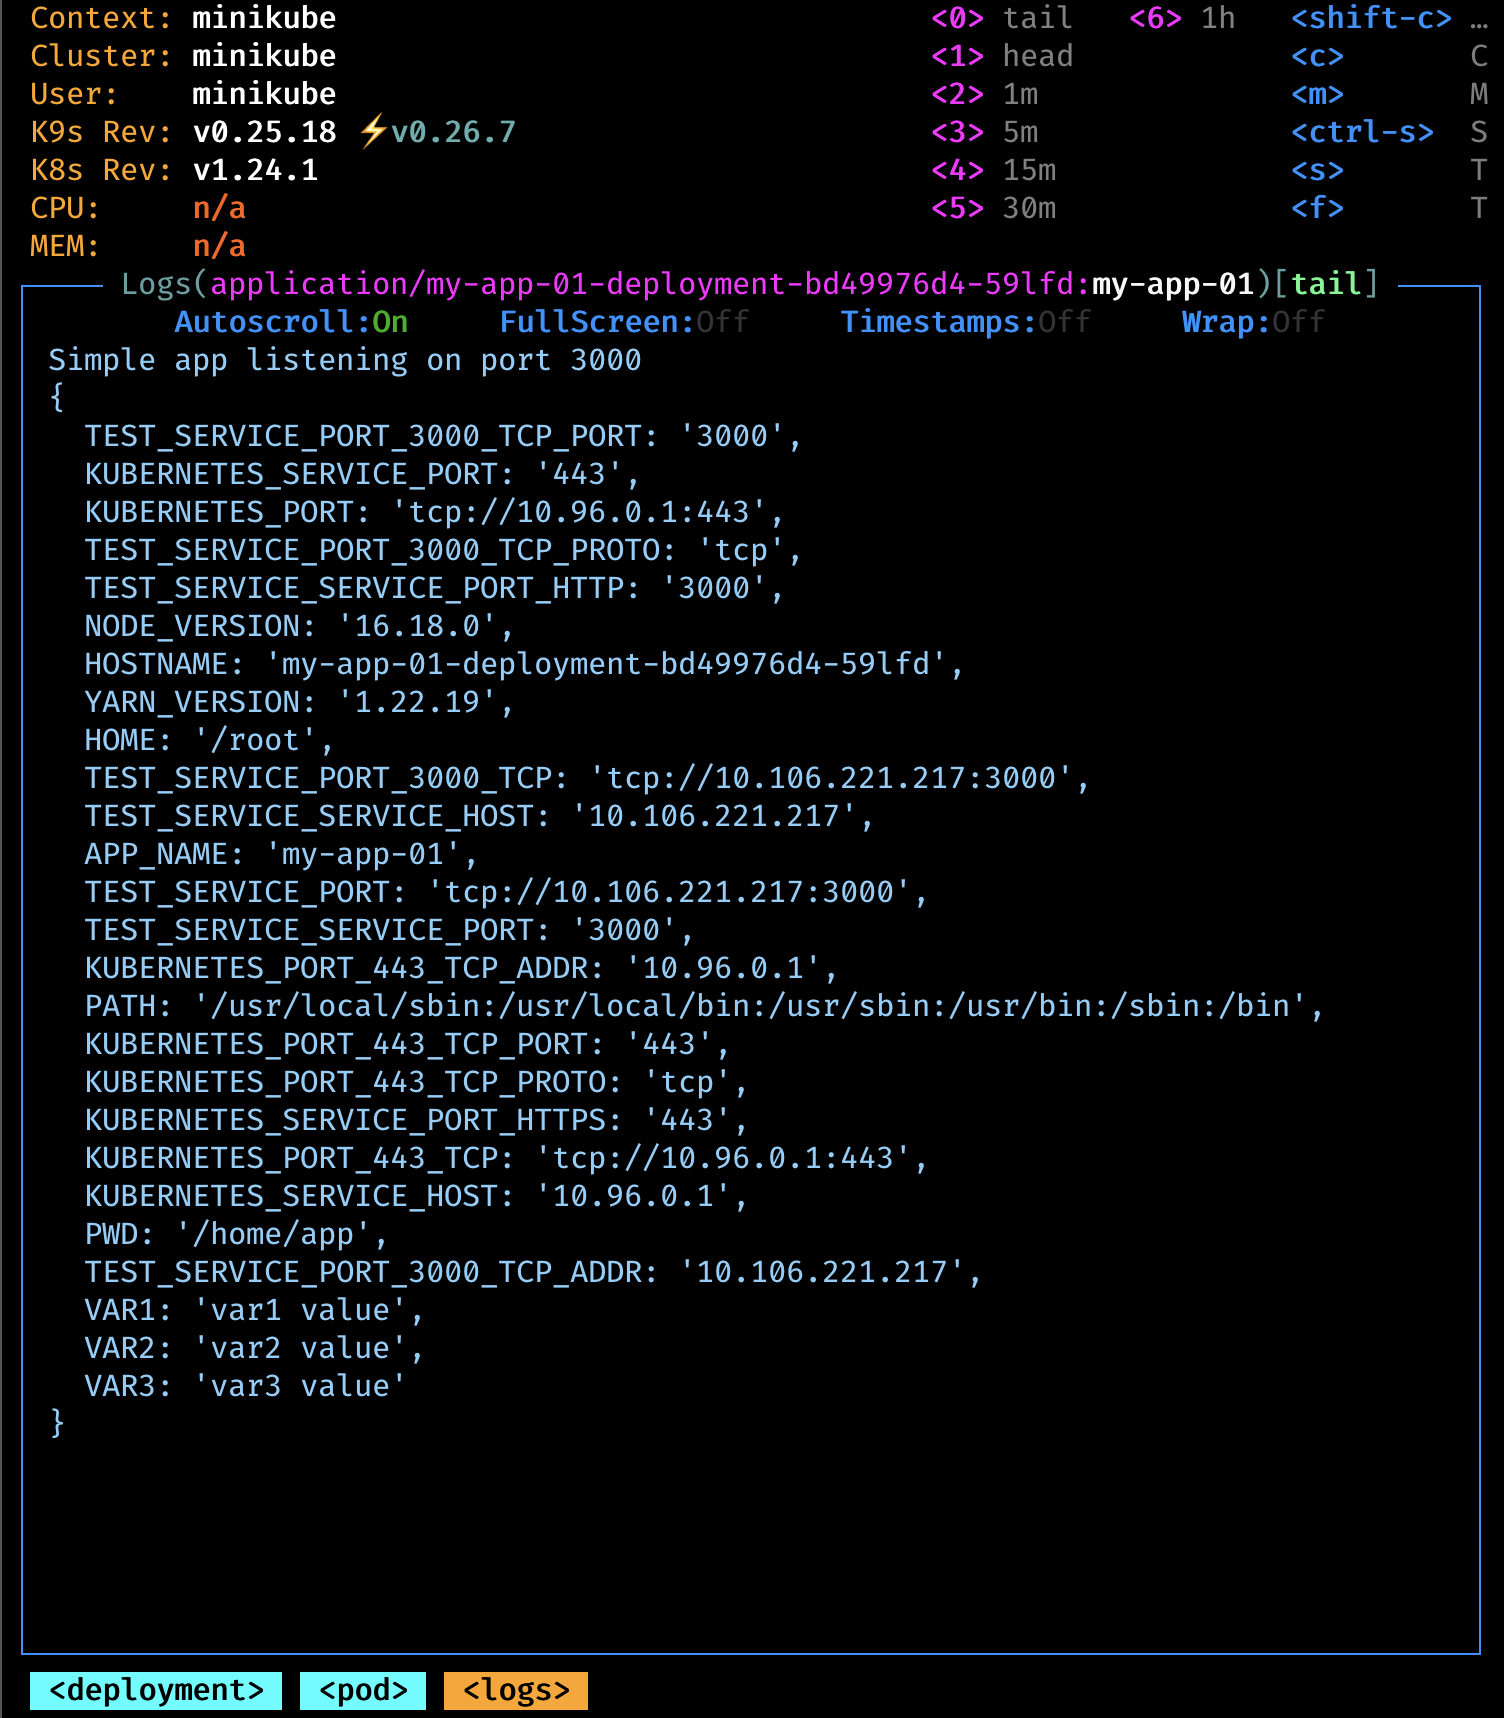 Context: minikube <0> tail <6> 1h <shift-c> …
Cluster: minikube <1> head <c> C
User: minikube <2> 1m <m> M
K9s Rev: v0.25.18 ⚡v0.26.7 <3> 5m <ctrl-s> S
K8s Rev: v1.24.1 <4> 15m <s> T
CPU: n/a <5> 30m <f> T
MEM: n/a
Logs(application/my-app-01-deployment-bd49976d4-59lfd:my-app-01)[tail]
Autoscroll:On FullScreen:Off Timestamps:Off Wrap:Off
Simple app listening on port 3000
{
  TEST_SERVICE_PORT_3000_TCP_PORT: '3000',
  KUBERNETES_SERVICE_PORT: '443',
  KUBERNETES_PORT: 'tcp://10.96.0.1:443',
  TEST_SERVICE_PORT_3000_TCP_PROTO: 'tcp',
  TEST_SERVICE_SERVICE_PORT_HTTP: '3000',
  NODE_VERSION: '16.18.0',
  HOSTNAME: 'my-app-01-deployment-bd49976d4-59lfd',
  YARN_VERSION: '1.22.19',
  HOME: '/root',
  TEST_SERVICE_PORT_3000_TCP: 'tcp://10.106.221.217:3000',
  TEST_SERVICE_SERVICE_HOST: '10.106.221.217',
  APP_NAME: 'my-app-01',
  TEST_SERVICE_PORT: 'tcp://10.106.221.217:3000',
  TEST_SERVICE_SERVICE_PORT: '3000',
  KUBERNETES_PORT_443_TCP_ADDR: '10.96.0.1',
  PATH: '/usr/local/sbin:/usr/local/bin:/usr/sbin:/usr/bin:/sbin:/bin',
  KUBERNETES_PORT_443_TCP_PORT: '443',
  KUBERNETES_PORT_443_TCP_PROTO: 'tcp',
  KUBERNETES_SERVICE_PORT_HTTPS: '443',
  KUBERNETES_PORT_443_TCP: 'tcp://10.96.0.1:443',
  KUBERNETES_SERVICE_HOST: '10.96.0.1',
  PWD: '/home/app',
  TEST_SERVICE_PORT_3000_TCP_ADDR: '10.106.221.217',
  VAR1: 'var1 value',
  VAR2: 'var2 value',
  VAR3: 'var3 value'
}
<deployment> <pod> <logs>